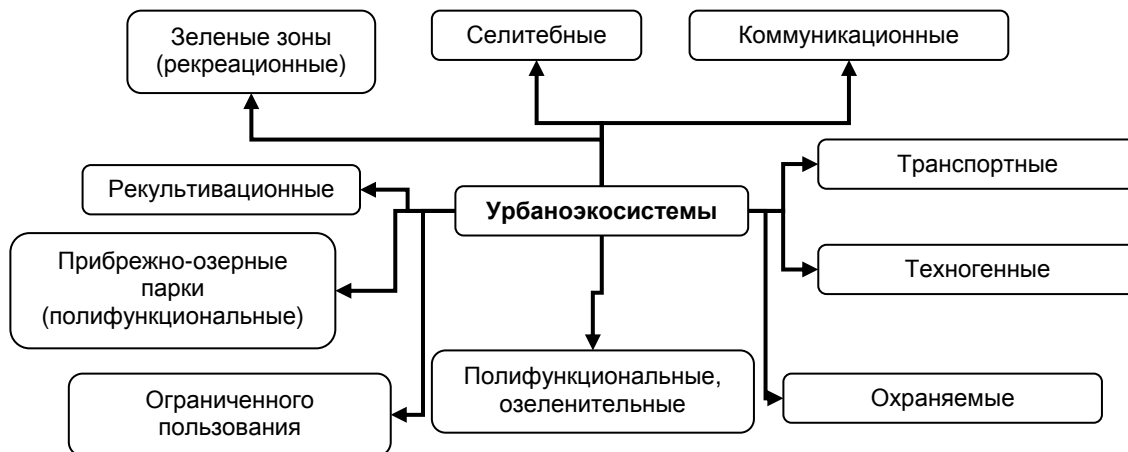 Зеленые зоны
(рекреационные)
Селитебные
Коммуникационные
Рекультивационные
Урбаноэкосистемы
Транспортные
Прибрежно-озерные
парки
(полифункциональные)
Техногенные
Ограниченного
пользования
Полифункциональные,
озеленительные
Охраняемые